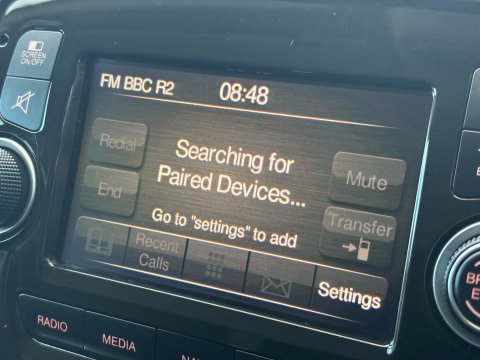 SCREEN
ON/OFF
FM BBC R2
08:48
Redial
Searching for
Paired Devices...
Mute
End
Go to "settings" to add
Transfer
Recent
Calls
Settings
RADIO
MEDIA